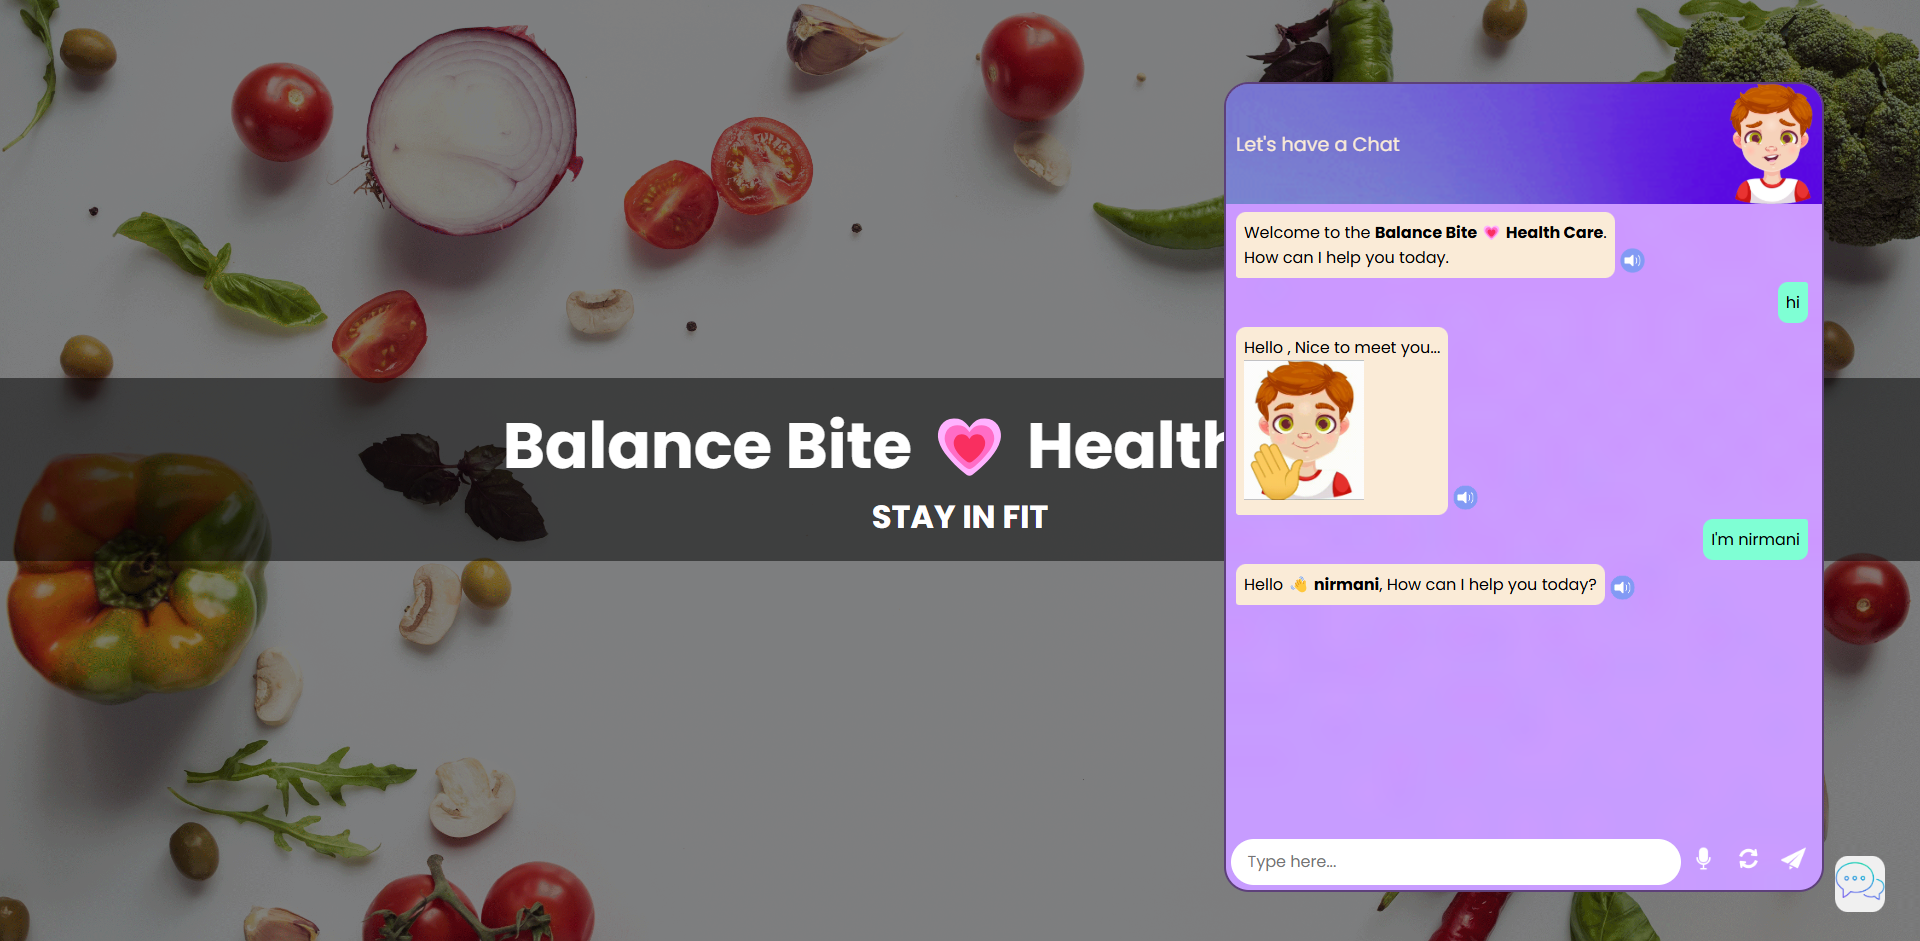 Balance Bite 💗 Health
STAY IN FIT
Let's have a Chat
Welcome to the Balance Bite 💗 Health Care.
How can I help you today.
hi
Hello , Nice to meet you...
I'm nirmani
Hello 👋 nirmani, How can I help you today?
Type here...